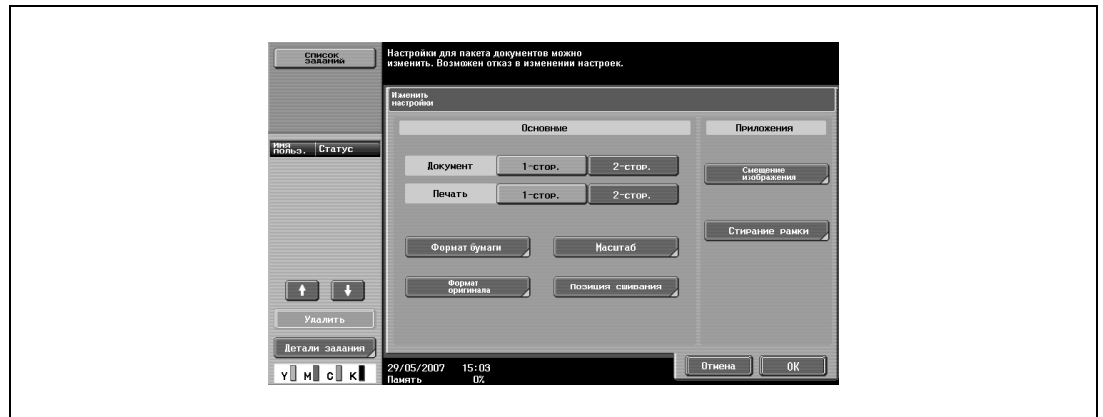 Список
заданий
Настройки для пакета документов можно
изменить. Возможен отказ в изменении настроек.
Изменить
настройки
Основные
Приложения
Имя
польз.
Статус
Документ
1-стор.
2-стор.
Смещение
изображения
Печать
1-стор.
2-стор.
Стирание рамки
Формат бумаги
Масштаб
Формат
оригинала
Позиция сшивания
Удалить
Детали задания
29/05/2007 15:03
Память 0%
Отмена
OK
Y M C K